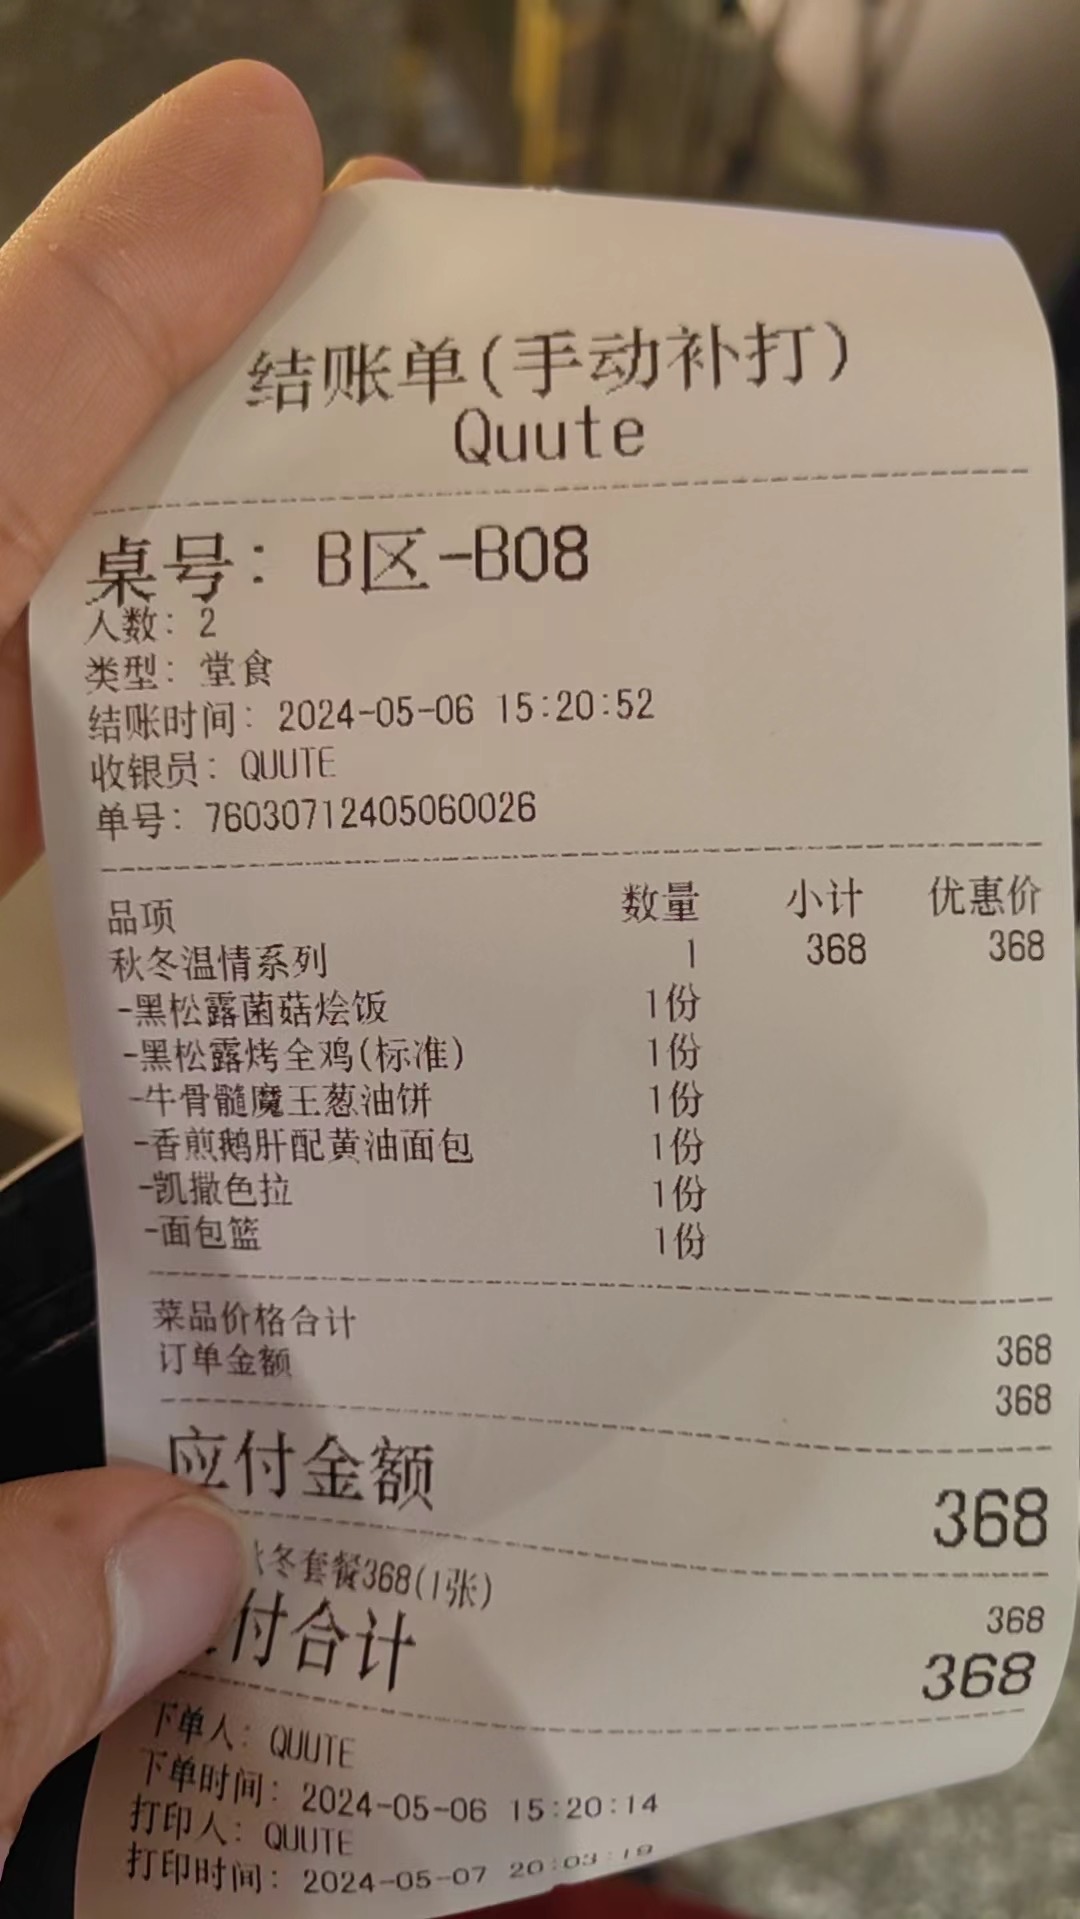 结账单(手动补打)
Quute
桌号: B区-B08
人数: 2
类型: 堂食
结账时间: 2024-05-06 15:20:52
收银员: QUUTE
单号: 76030712405060026
品项 数量 小计 优惠价
秋冬温情系列 1 368 368
-黑松露菌菇烩饭 1份
-黑松露烤全鸡(标准) 1份
-牛骨髓魔王葱油饼 1份
-香煎鹅肝配黄油面包 1份
-凯撒色拉 1份
-面包篮 1份
菜品价格合计 368
订单金额 368
应付金额 368
冬套餐368(1张) 368
付合计 368
下单人: QUUTE
下单时间: 2024-05-06 15:20:14
打印人: QUUTE
打印时间: 2024-05-07 20:03:19